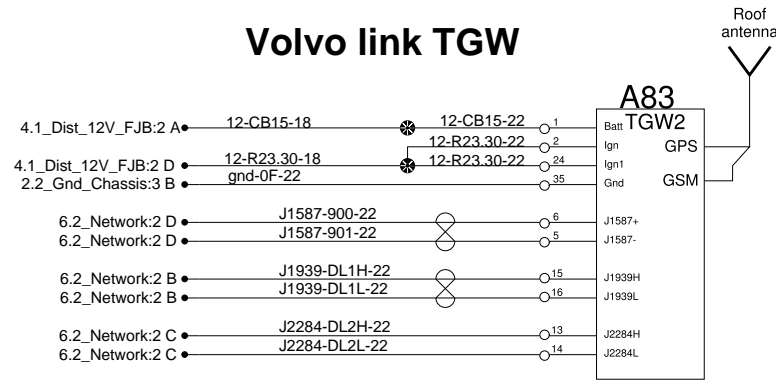 Volvo link TGW
Roof
antenna
A83
TGW2
4.1_Dist_12V_FJB:2 A 12-CB15-18 12-CB15-22 1 Batt
12-R23.30-22 2 Ign GPS
4.1_Dist_12V_FJB:2 D 12-R23.30-18 12-R23.30-22 24 Ign1
2.2_Gnd_Chassis:3 B gnd-0F-22 35 Gnd GSM
6.2_Network:2 D J1587-900-22 6 J1587+
6.2_Network:2 D J1587-901-22 5 J1587-
6.2_Network:2 B J1939-DL1H-22 15 J1939H
6.2_Network:2 B J1939-DL1L-22 16 J1939L
6.2_Network:2 C J2284-DL2H-22 13 J2284H
6.2_Network:2 C J2284-DL2L-22 14 J2284L